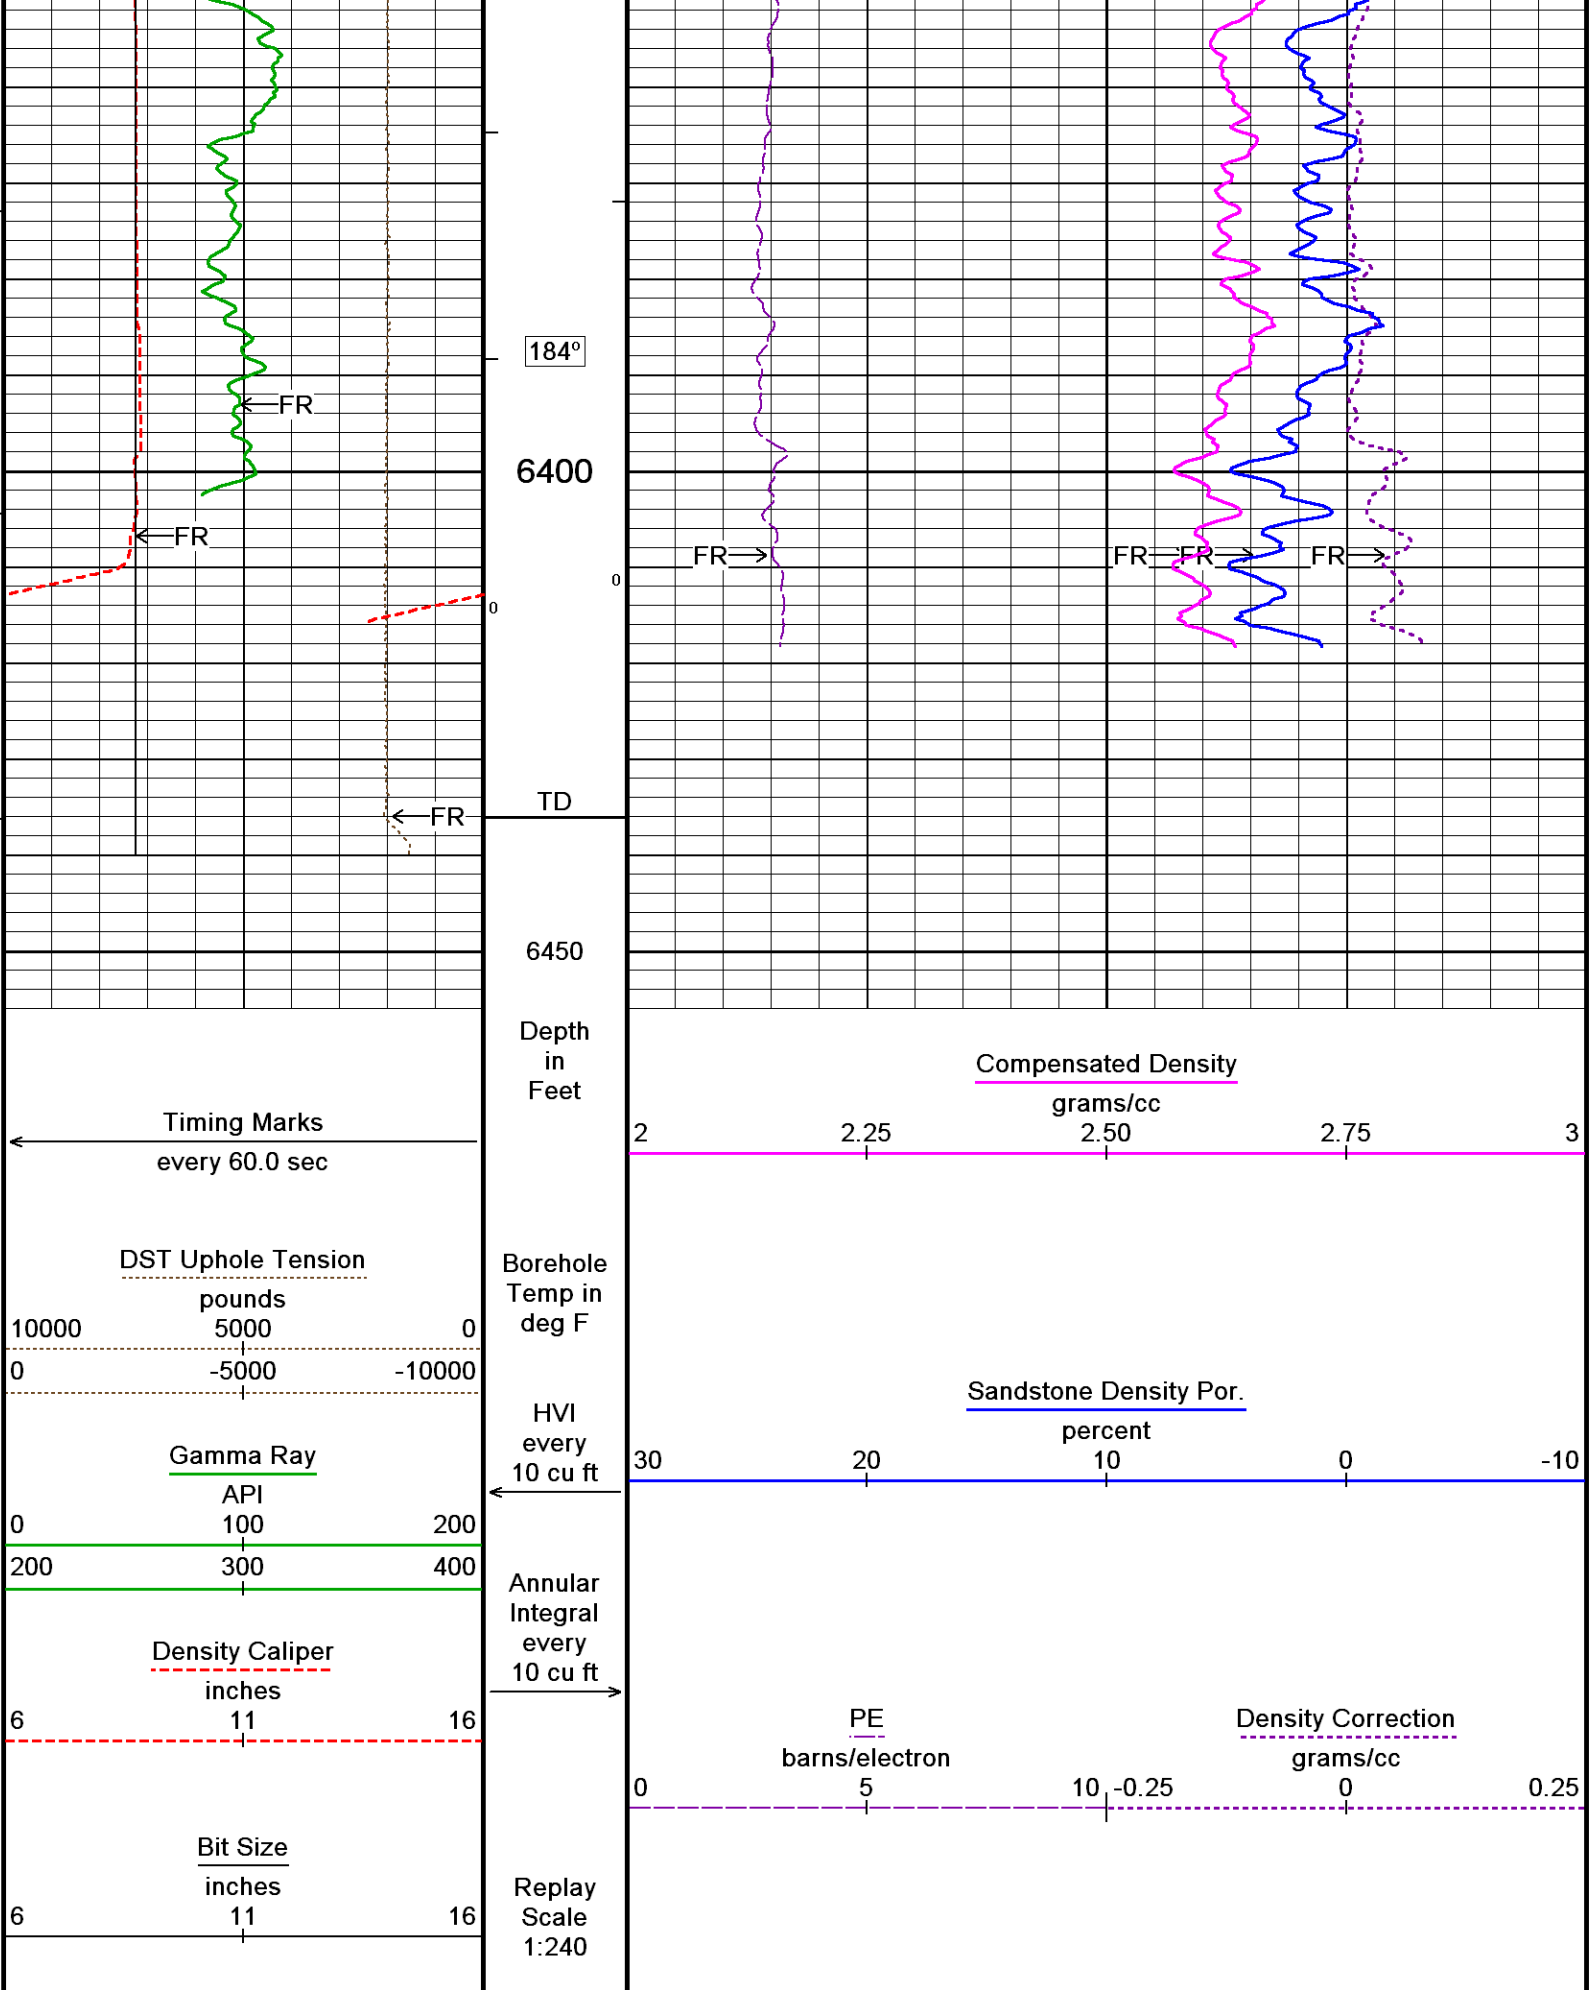 184°
FR
6400
FR
FR
FR
FR
FR
0
0
TD
FR
6450
Depth
in
Feet
Timing Marks
every 60.0 sec
DST Uphole Tension
pounds
10000 5000 0
0 -5000 -10000
Gamma Ray
API
0 100 200
200 300 400
Density Caliper
inches
6 11 16
Bit Size
inches
6 11 16
Borehole
Temp in
deg F
HVI
every
10 cu ft
Annular
Integral
every
10 cu ft
Replay
Scale
1:240
Compensated Density
grams/cc
2 2.25 2.50 2.75 3
Sandstone Density Por.
percent
30 20 10 0 -10
PE
barns/electron
0 5 10
Density Correction
grams/cc
-0.25 0 0.25